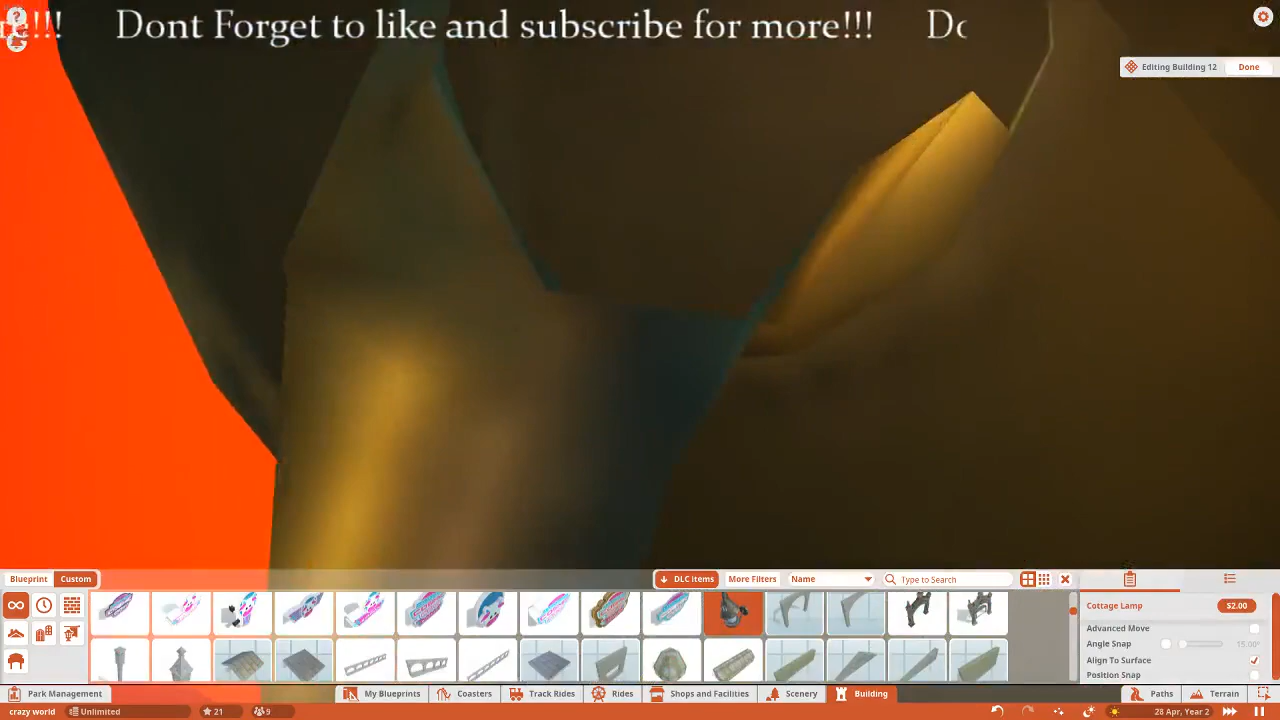 !!! Dont Forget to like and subscribe for more!!! Do
Editing Building 12 Done
Blueprint Custom DLC Items More Filters Name Type to Search
Cottage Lamp $2.00
Advanced Move
Angle Snap 15.00°
Align To Surface
Position Snap
Park Management My Blueprints Coasters Track Rides Rides Shops and Facilities Scenery Building Paths Terrain
crazy world Unlimited 21 9 28 Apr, Year 2